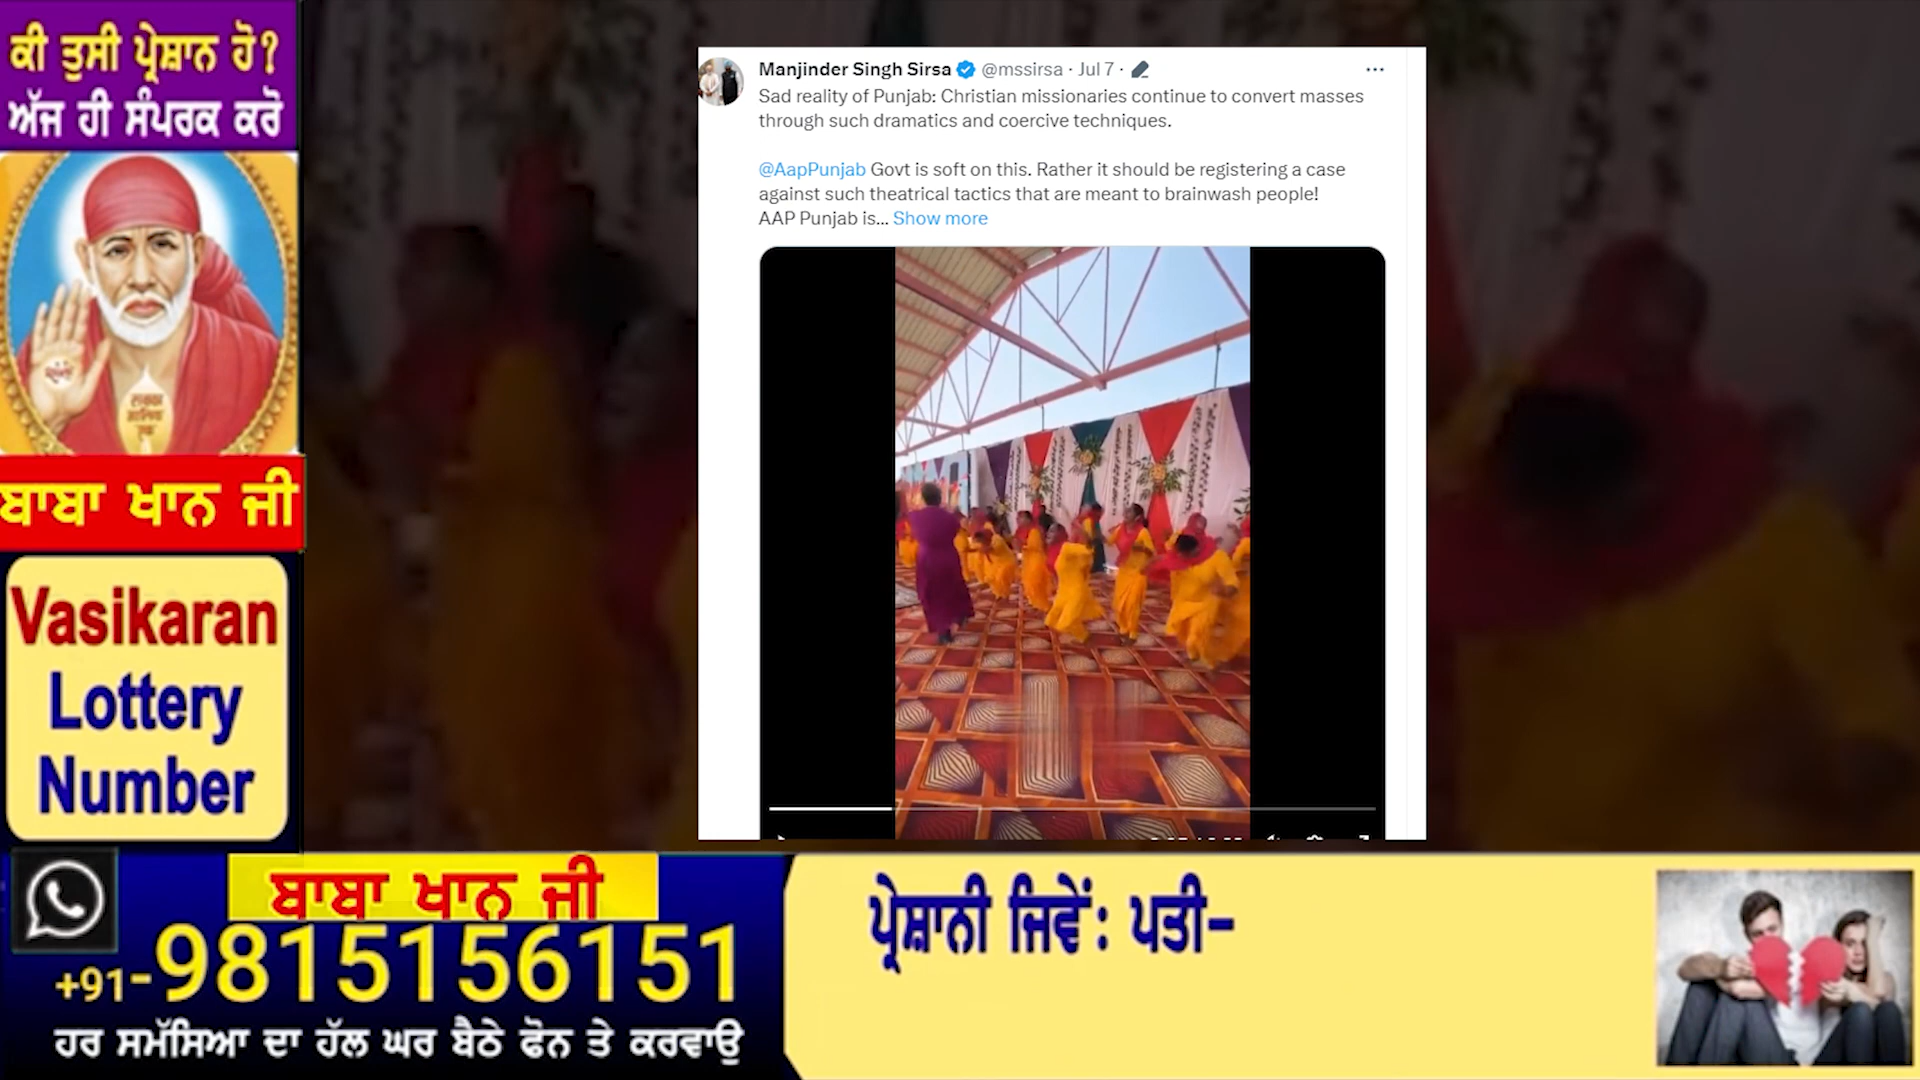 ਕੀ ਤੁਸੀ ਪ੍ਰੇਸ਼ਾਨ ਹੋ?
ਅੱਜ ਹੀ ਸੰਪਰਕ ਕਰੋ
ਬਾਬਾ ਖਾਨ ਜੀ
Vasikaran
Lottery
Number
Manjinder Singh Sirsa @mssirsa · Jul 7 ·
Sad reality of Punjab: Christian missionaries continue to convert masses
through such dramatics and coercive techniques.
@AapPunjab Govt is soft on this. Rather it should be registering a case
against such theatrical tactics that are meant to brainwash people!
AAP Punjab is... Show more
ਬਾਬਾ ਖਾਨ ਜੀ
+91-9815156151
ਹਰ ਸਮੱਸਿਆ ਦਾ ਹੱਲ ਘਰ ਬੈਠੇ ਫੋਨ ਤੇ ਕਰਵਾਉ
ਪ੍ਰੇਸ਼ਾਨੀ ਜਿਵੇਂ: ਪਤੀ-